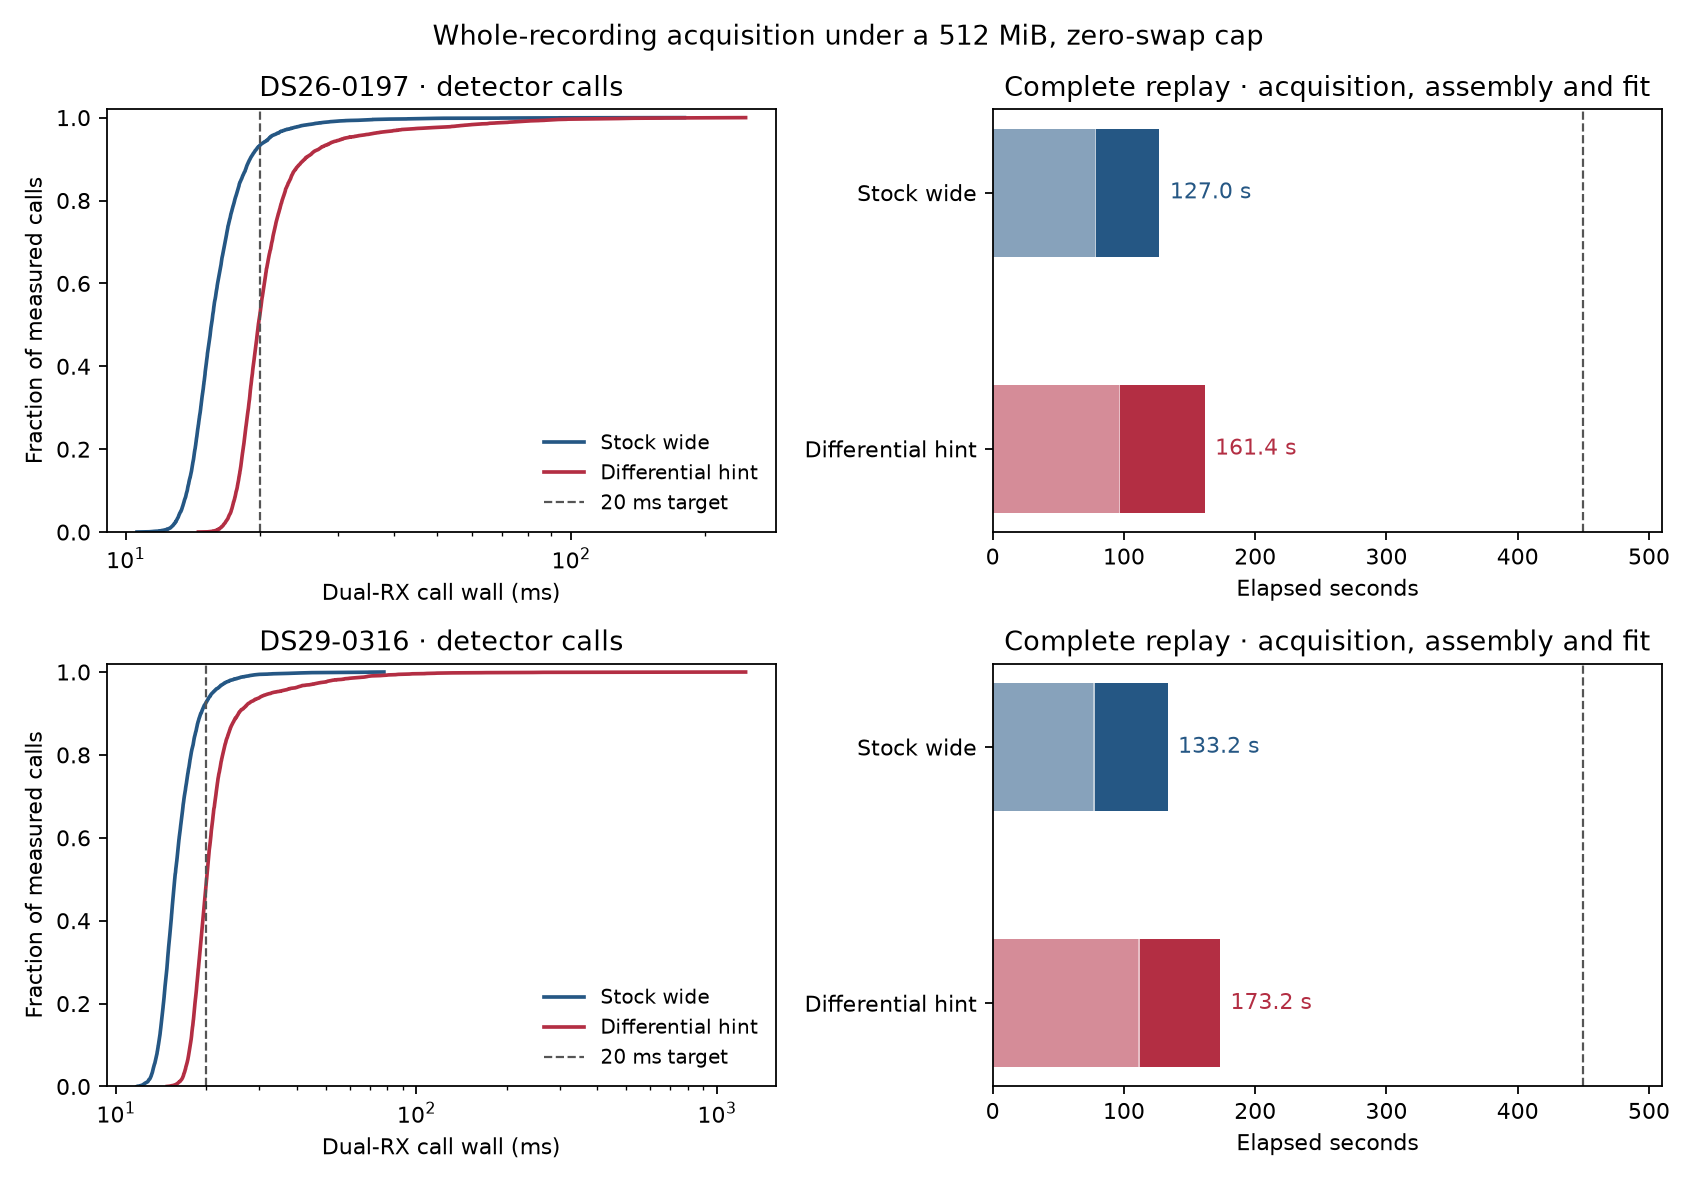 Whole-recording acquisition under a 512 MiB, zero-swap cap
DS26-0197 · detector calls
Fraction of measured calls
1.0
0.8
0.6
0.4
0.2
0.0
Stock wide
Differential hint
20 ms target
10¹
10²
Dual-RX call wall (ms)
Complete replay · acquisition, assembly and fit
Stock wide
127.0 s
Differential hint
161.4 s
0
100
200
300
400
500
Elapsed seconds
DS29-0316 · detector calls
Fraction of measured calls
1.0
0.8
0.6
0.4
0.2
0.0
Stock wide
Differential hint
20 ms target
10¹
10²
10³
Dual-RX call wall (ms)
Complete replay · acquisition, assembly and fit
Stock wide
133.2 s
Differential hint
173.2 s
0
100
200
300
400
500
Elapsed seconds